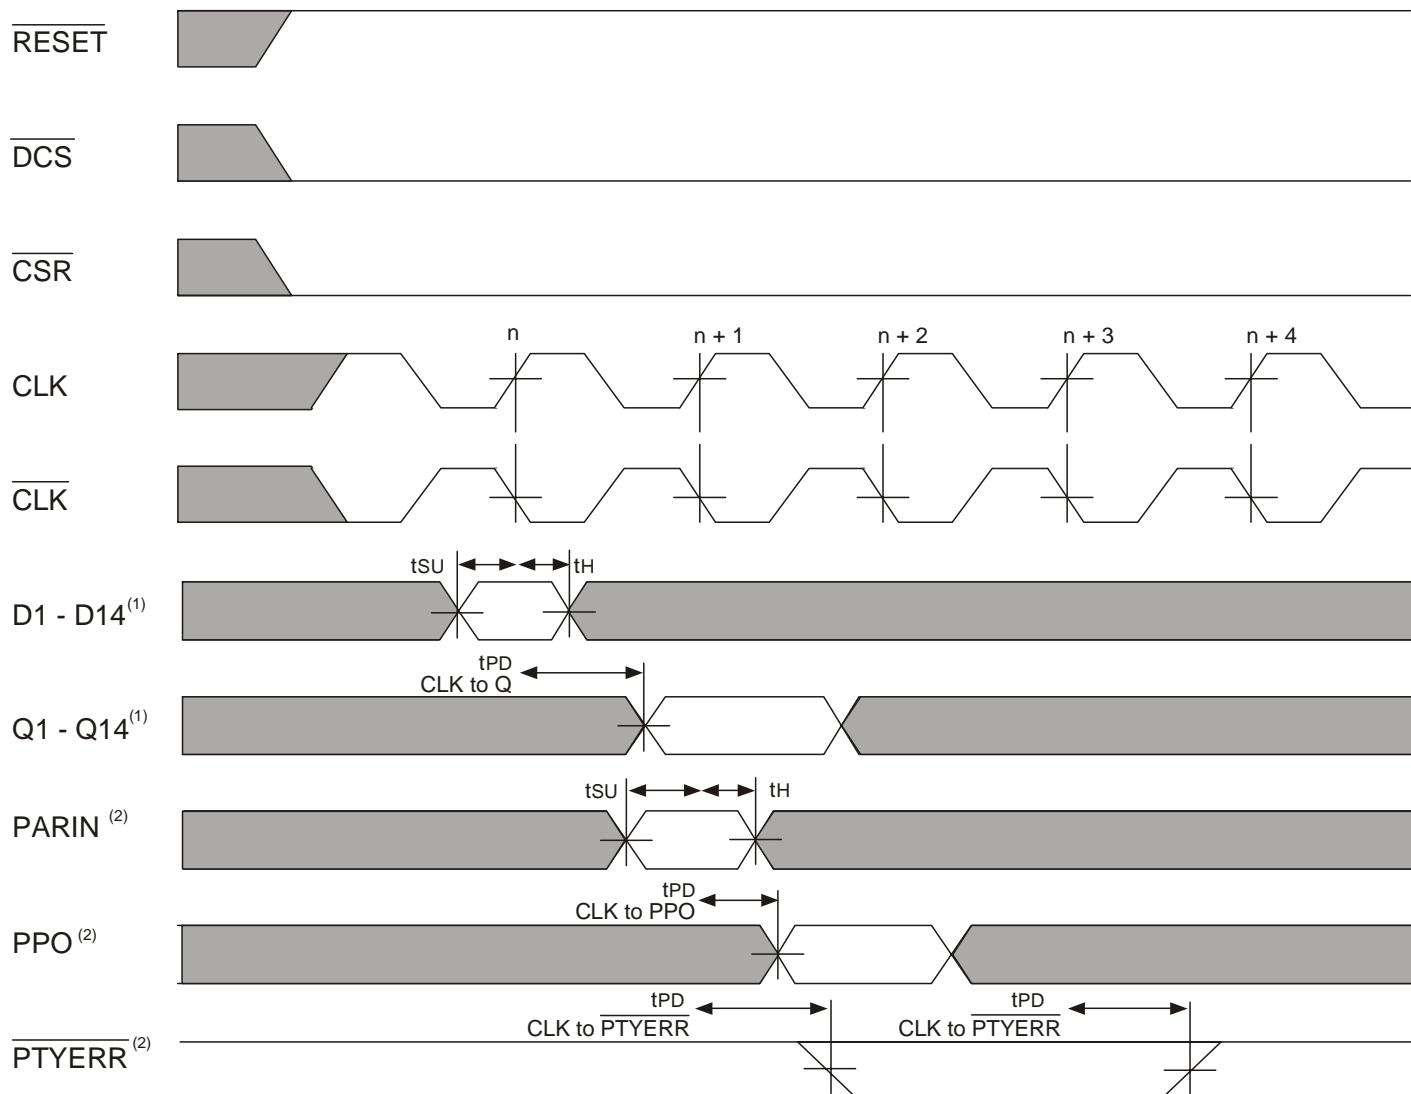 RESET
DCS
CSR
n
n + 1
n + 2
n + 3
n + 4
CLK
CLK
tSU
tH
D1 - D14(1)
tPD
CLK to Q
Q1 - Q14(1)
tSU
tH
PARIN (2)
tPD
CLK to PPO
PPO (2)
tPD
CLK to PTYERR
tPD
CLK to PTYERR
PTYERR (2)